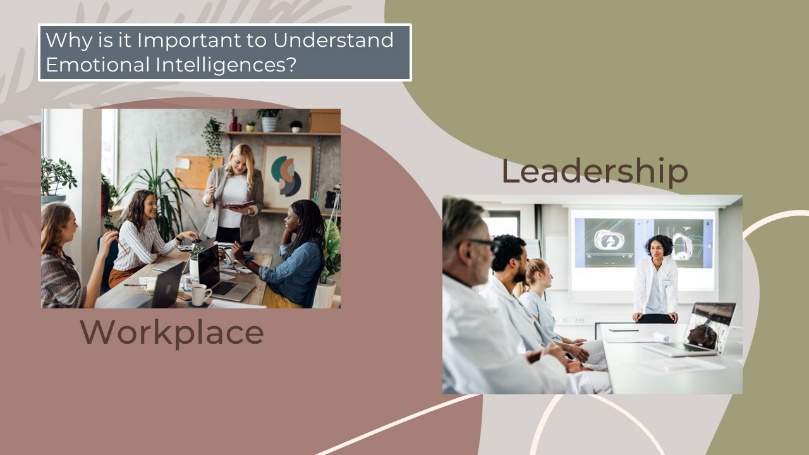 Why is it Important to Understand
Emotional Intelligences?
Leadership
Workplace